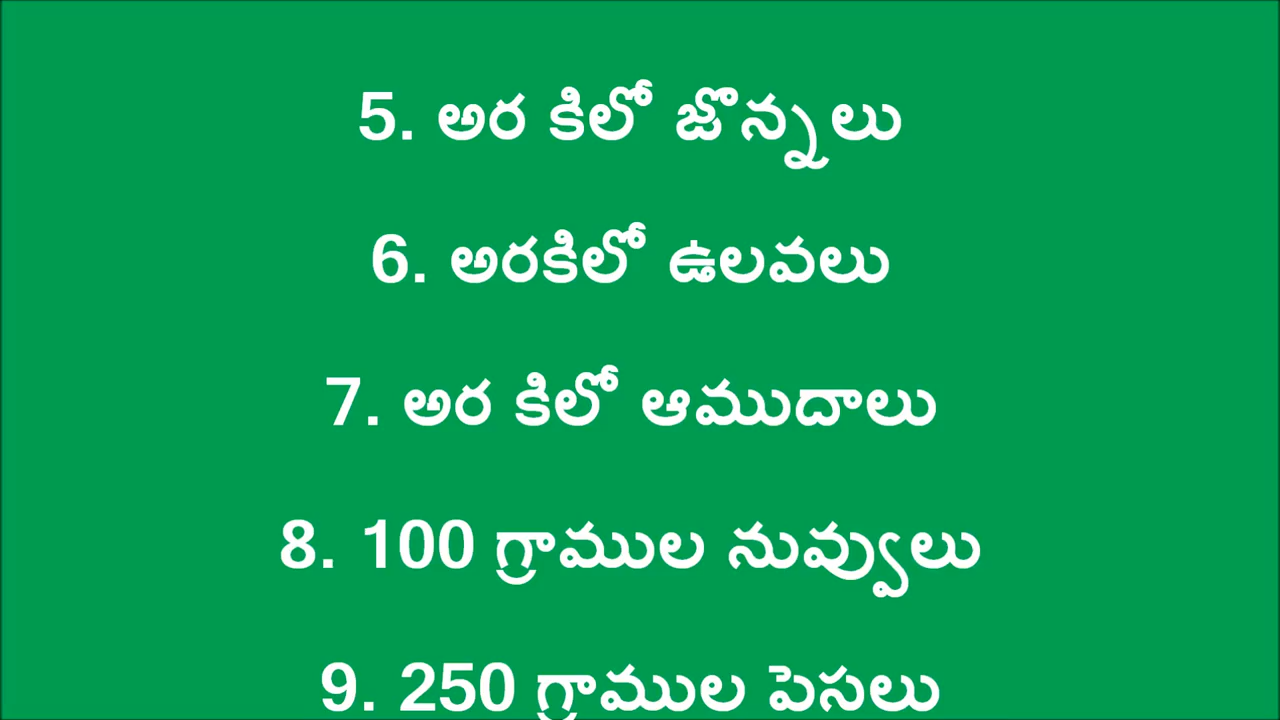 5. అర కిలో జొన్నలు
6. అరకిలో ఉలవలు
7. అర కిలో ఆముదాలు
8. 100 గ్రాముల నువ్వులు
9. 250 గ్రాముల పెసలు